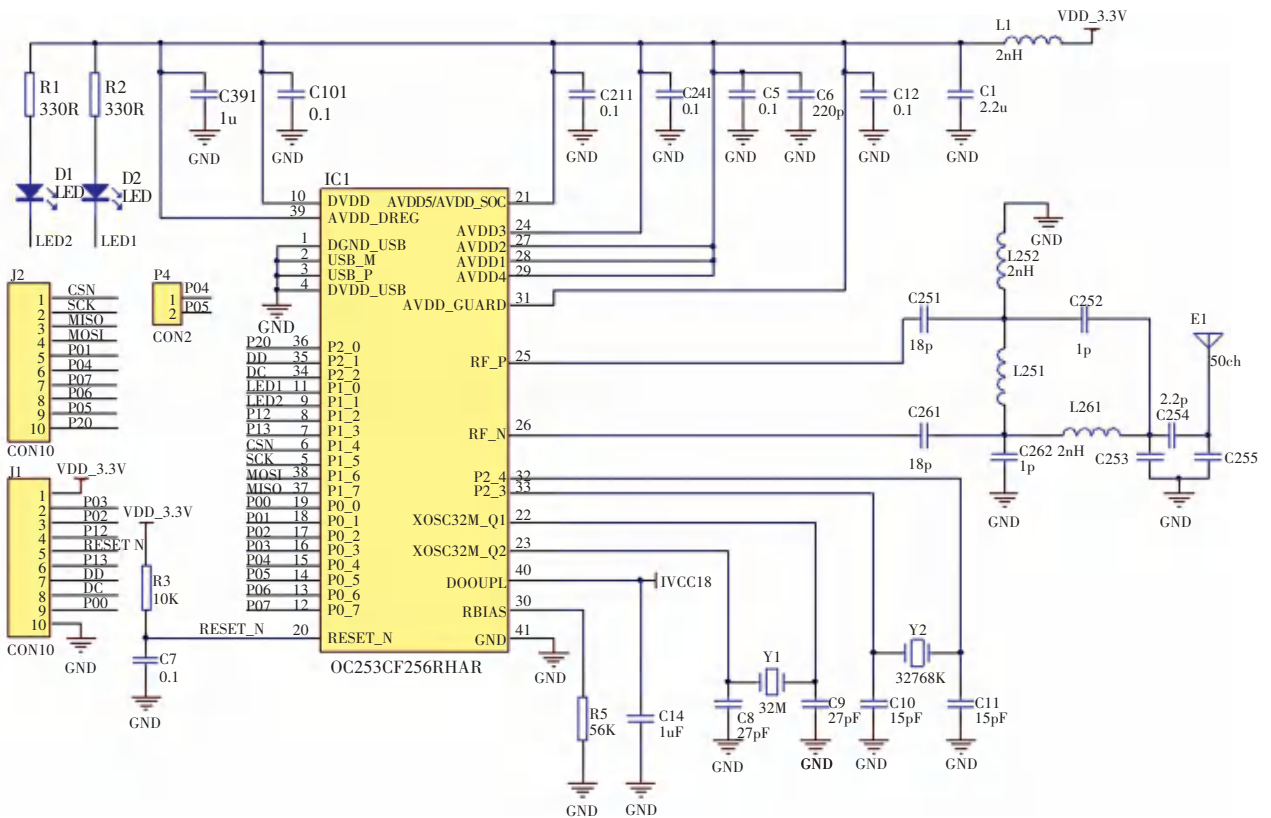 L1
VDD_3.3V
2nH
R1
330R
R2
330R
C391
1u
GND
C101
0.1
GND
C211
0.1
GND
C241
0.1
GND
C5
0.1
GND
C6
220p
GND
C12
0.1
GND
C1
2.2u
GND
D1
LED
D2
LED
LED2
LED1
IC1
10 DVDD
39 AVDD_DREG
1 DGND_USB
2 USB_M
3 USB_P
4 DVDD_USB
GND
P20 36 P2_0
DD 35 P2_1
DC 34 P2_2
LED1 11 P1_0
LED2 9 P1_1
P12 8 P1_2
P13 7 P1_3
CSN 6 P1_4
SCK 5 P1_5
MOSI 38 P1_6
MISO 37 P1_7
P00 19 P0_0
P01 18 P0_1
P02 17 P0_2
P03 16 P0_3
P04 15 P0_4
P05 14 P0_5
P06 13 P0_6
P07 12 P0_7
RESET_N 20 RESET_N
AVDD5/AVDD_SOC 21
AVDD3 24
AVDD2 27
AVDD1 28
AVDD4 29
AVDD_GUARD 31
RF_P 25
RF_N 26
P2_4 32
P2_3 33
XOSC32M_Q1 22
XOSC32M_Q2 23
DOOUPL 40
IVCC18
RBIAS 30
GND 41
GND
OC253CF256RHAR
J2
1 CSN
2 SCK
3 MISO
4 MOSI
5 P01
6 P04
7 P07
8 P06
9 P05
10 P20
CON10
P4
1 P04
2 P05
CON2
J1
VDD_3.3V
1
2 P03
3 P02
4 P12
5 RESET N
6 P13
7 DD
8 DC
9 P00
10
CON10
GND
VDD_3.3V
R3
10K
C7
0.1
GND
GND
L252
2nH
C251
18p
C252
1p
E1
50ch
L251
C261
18p
L261
2nH
C262
1p
GND
2.2p
C254
C253
C255
GND
R5
56K
GND
C14
1uF
GND
Y1
32M
C8
27pF
GND
C9
27pF
GND
Y2
32768K
C10
15pF
GND
C11
15pF
GND